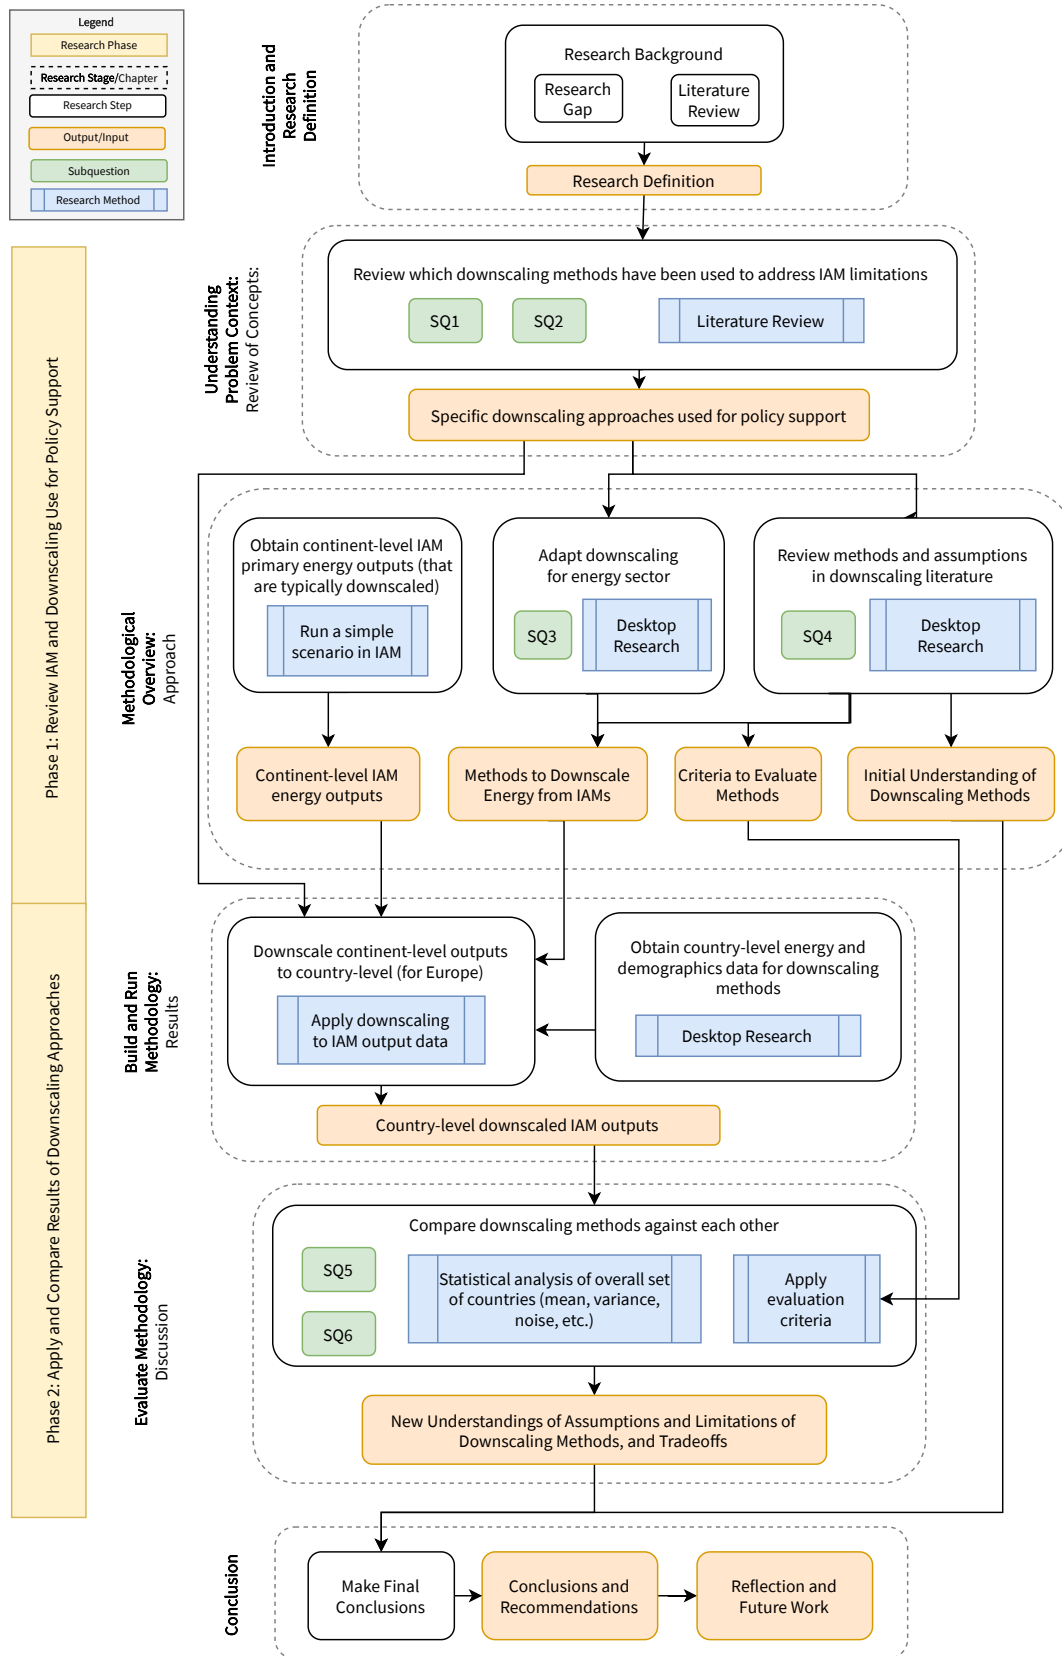 Legend
Research Phase
Research Stage/Chapter
Research Step
Output/Input
Subquestion
Research Method
Introduction and
Research
Definition
Research Background
Research
Gap
Literature
Review
Research Definition
Phase 1: Review IAM and Downscaling Use for Policy Support
Understanding
Problem Context:
Review of Concepts:
Review which downscaling methods have been used to address IAM limitations
SQ1
SQ2
Literature Review
Specific downscaling approaches used for policy support
Methodological
Overview:
Approach
Obtain continent-level IAM
primary energy outputs (that
are typically downscaled)
Run a simple
scenario in IAM
Adapt downscaling
for energy sector
SQ3
Desktop
Research
Review methods and assumptions
in downscaling literature
SQ4
Desktop
Research
Continent-level IAM
energy outputs
Methods to Downscale
Energy from IAMs
Criteria to Evaluate
Methods
Initial Understanding of
Downscaling Methods
Phase 2: Apply and Compare Results of Downscaling Approaches
Build and Run
Methodology:
Results
Downscale continent-level outputs
to country-level (for Europe)
Apply downscaling
to IAM output data
Obtain country-level energy and
demographics data for downscaling
methods
Desktop Research
Country-level downscaled IAM outputs
Evaluate Methodology:
Discussion
Compare downscaling methods against each other
SQ5
SQ6
Statistical analysis of overall set
of countries (mean, variance,
noise, etc.)
Apply
evaluation
criteria
New Understandings of Assumptions and Limitations of
Downscaling Methods, and Tradeoffs
Conclusion
Make Final
Conclusions
Conclusions and
Recommendations
Reflection and
Future Work